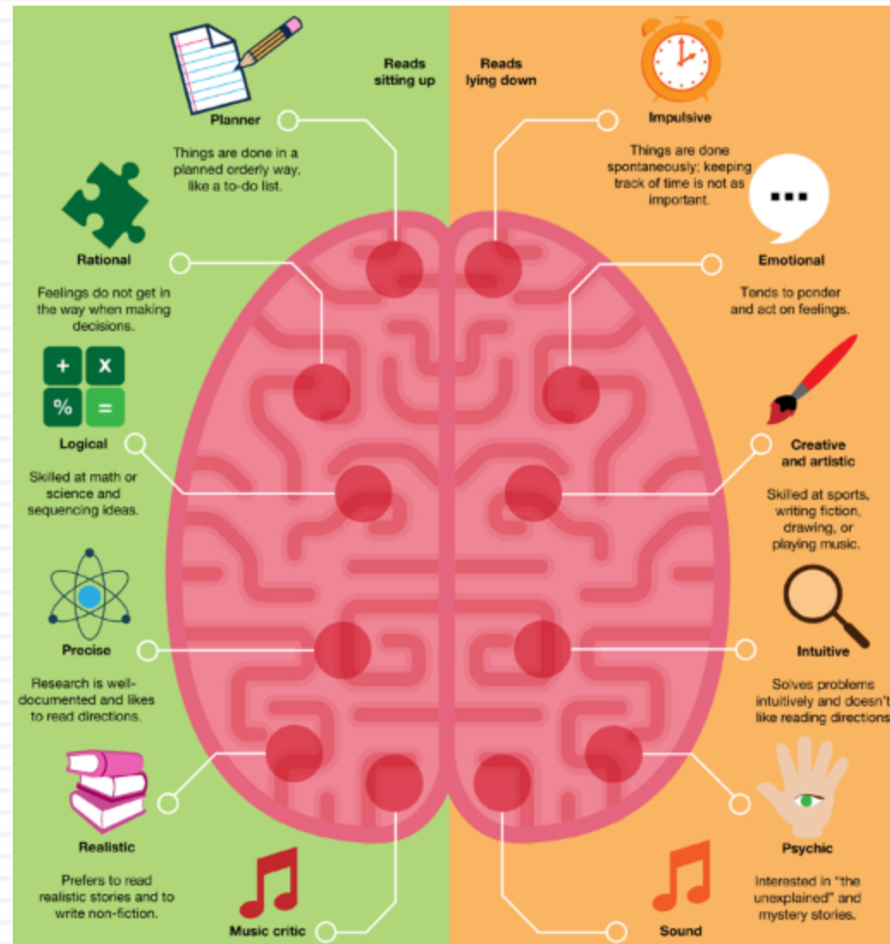 Reads
sitting up
Reads
lying down
Planner
Things are done in a
planned orderly way,
like a to-do list.
Impulsive
Things are done
spontaneously; keeping
track of time is not as
important.
Rational
Feelings do not get in
the way when making
decisions.
Emotional
Tends to ponder
and act on feelings.
+ x
% =
Logical
Skilled at math or
science and
sequencing ideas.
Creative
and artistic
Skilled at sports,
writing fiction,
drawing, or
playing music.
Precise
Research is well-
documented and likes
to read directions.
Intuitive
Solves problems
intuitively and doesn't
like reading directions
Realistic
Prefers to read
realistic stories and to
write non-fiction.
Psychic
Interested in "the
unexplained" and
mystery stories.
Music critic
Sound